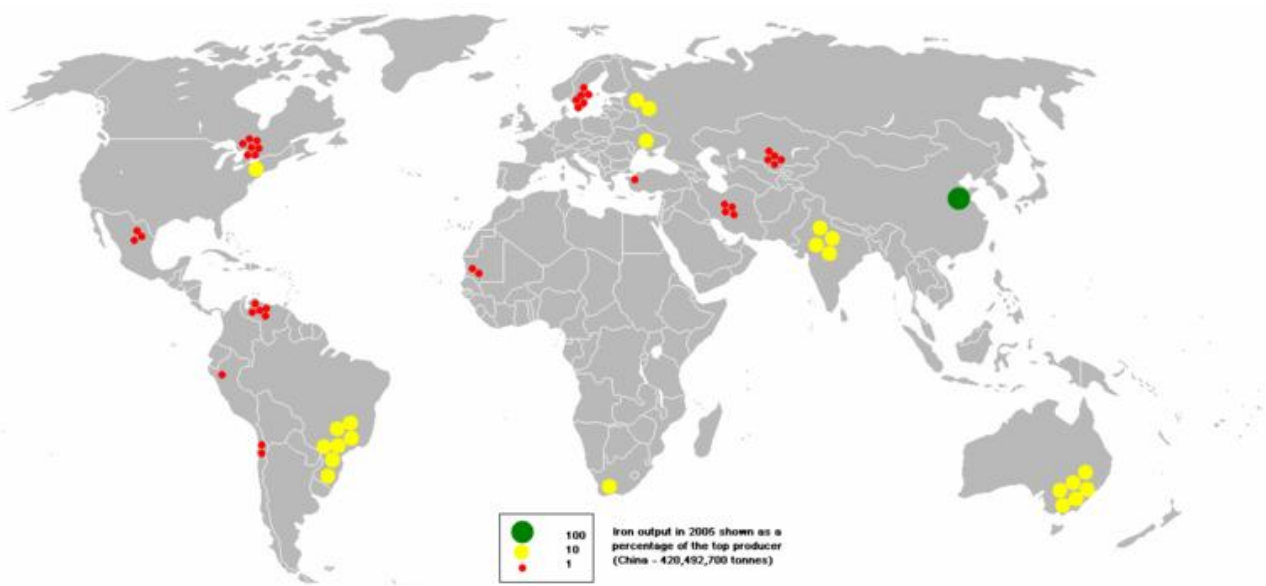 100
10
1
Iron output in 2005 shown as a
percentage of the top producer
(China - 420,492,700 tonnes)